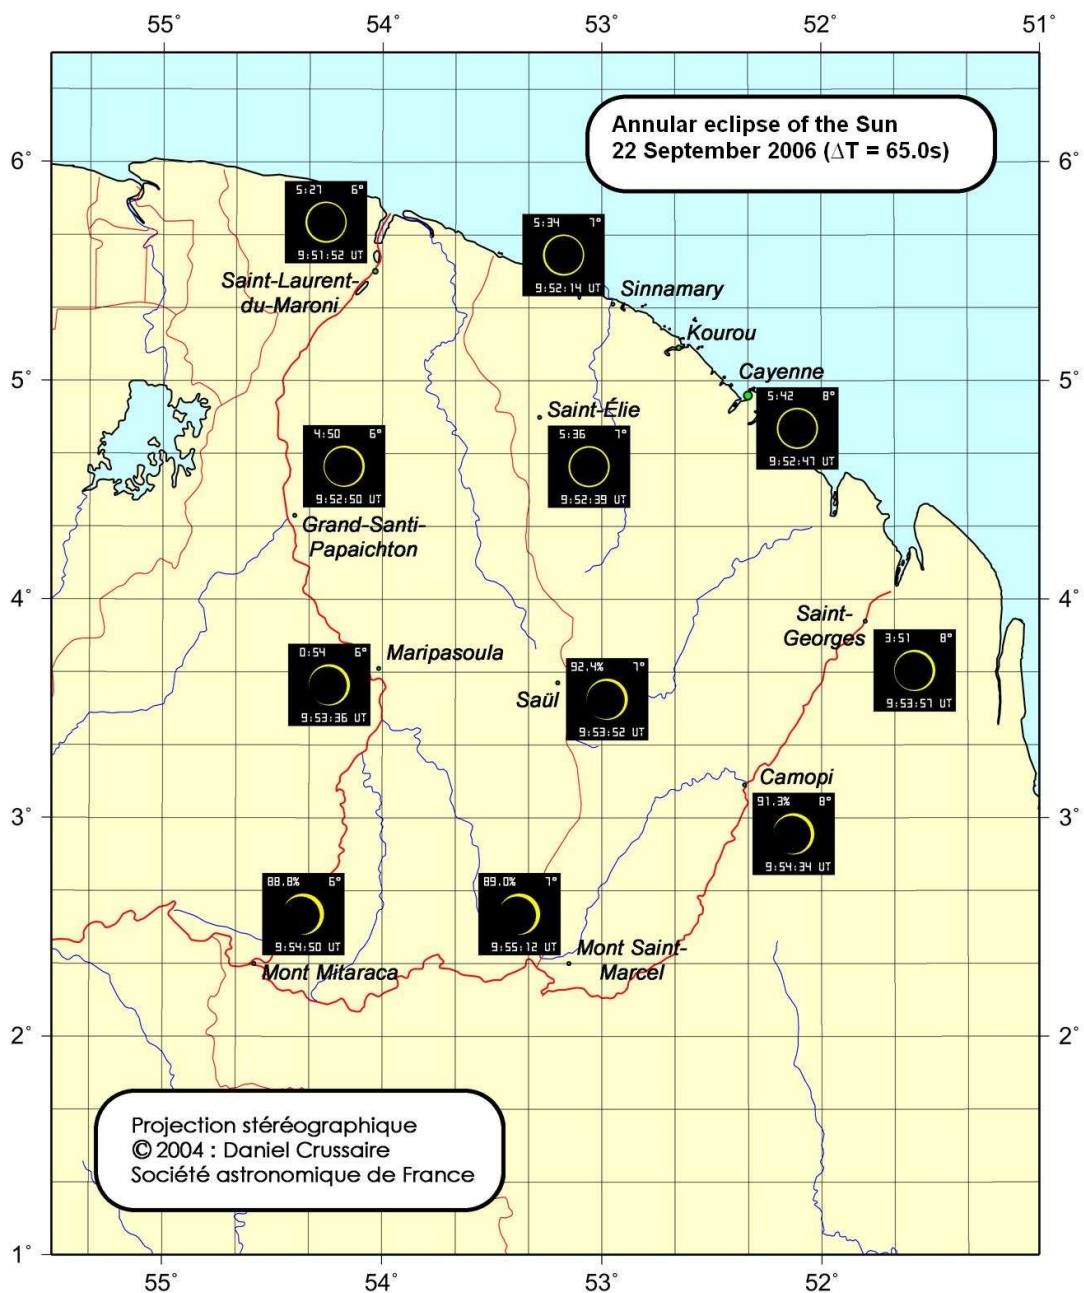 55° 54° 53° 52° 51°
Annular eclipse of the Sun
22 September 2006 (ΔT = 65.0s)
6° 6°
5:27 6°
9:51:52 UT
Saint-Laurent-
du-Maroni
5:34 7°
9:52:14 UT
Sinnamary
Kourou
Cayenne
5° 5°
5:42 8°
9:52:47 UT
Saint-Élie
5:36 7°
9:52:39 UT
4:50 6°
9:52:50 UT
Grand-Santi-
Papaichton
4° 4°
Saint-
Georges
3:51 8°
9:53:57 UT
Maripasoula
0:54 6°
9:53:36 UT
Saül
92.4% 7°
9:53:52 UT
Camopi
91.3% 8°
9:54:34 UT
3° 3°
88.8% 6°
9:54:50 UT
Mont Mitaraca
89.0% 7°
9:55:12 UT
Mont Saint-
Marcel
2° 2°
Projection stéréographique
© 2004 : Daniel Crussaire
Société astronomique de France
1° 1°
55° 54° 53° 52°